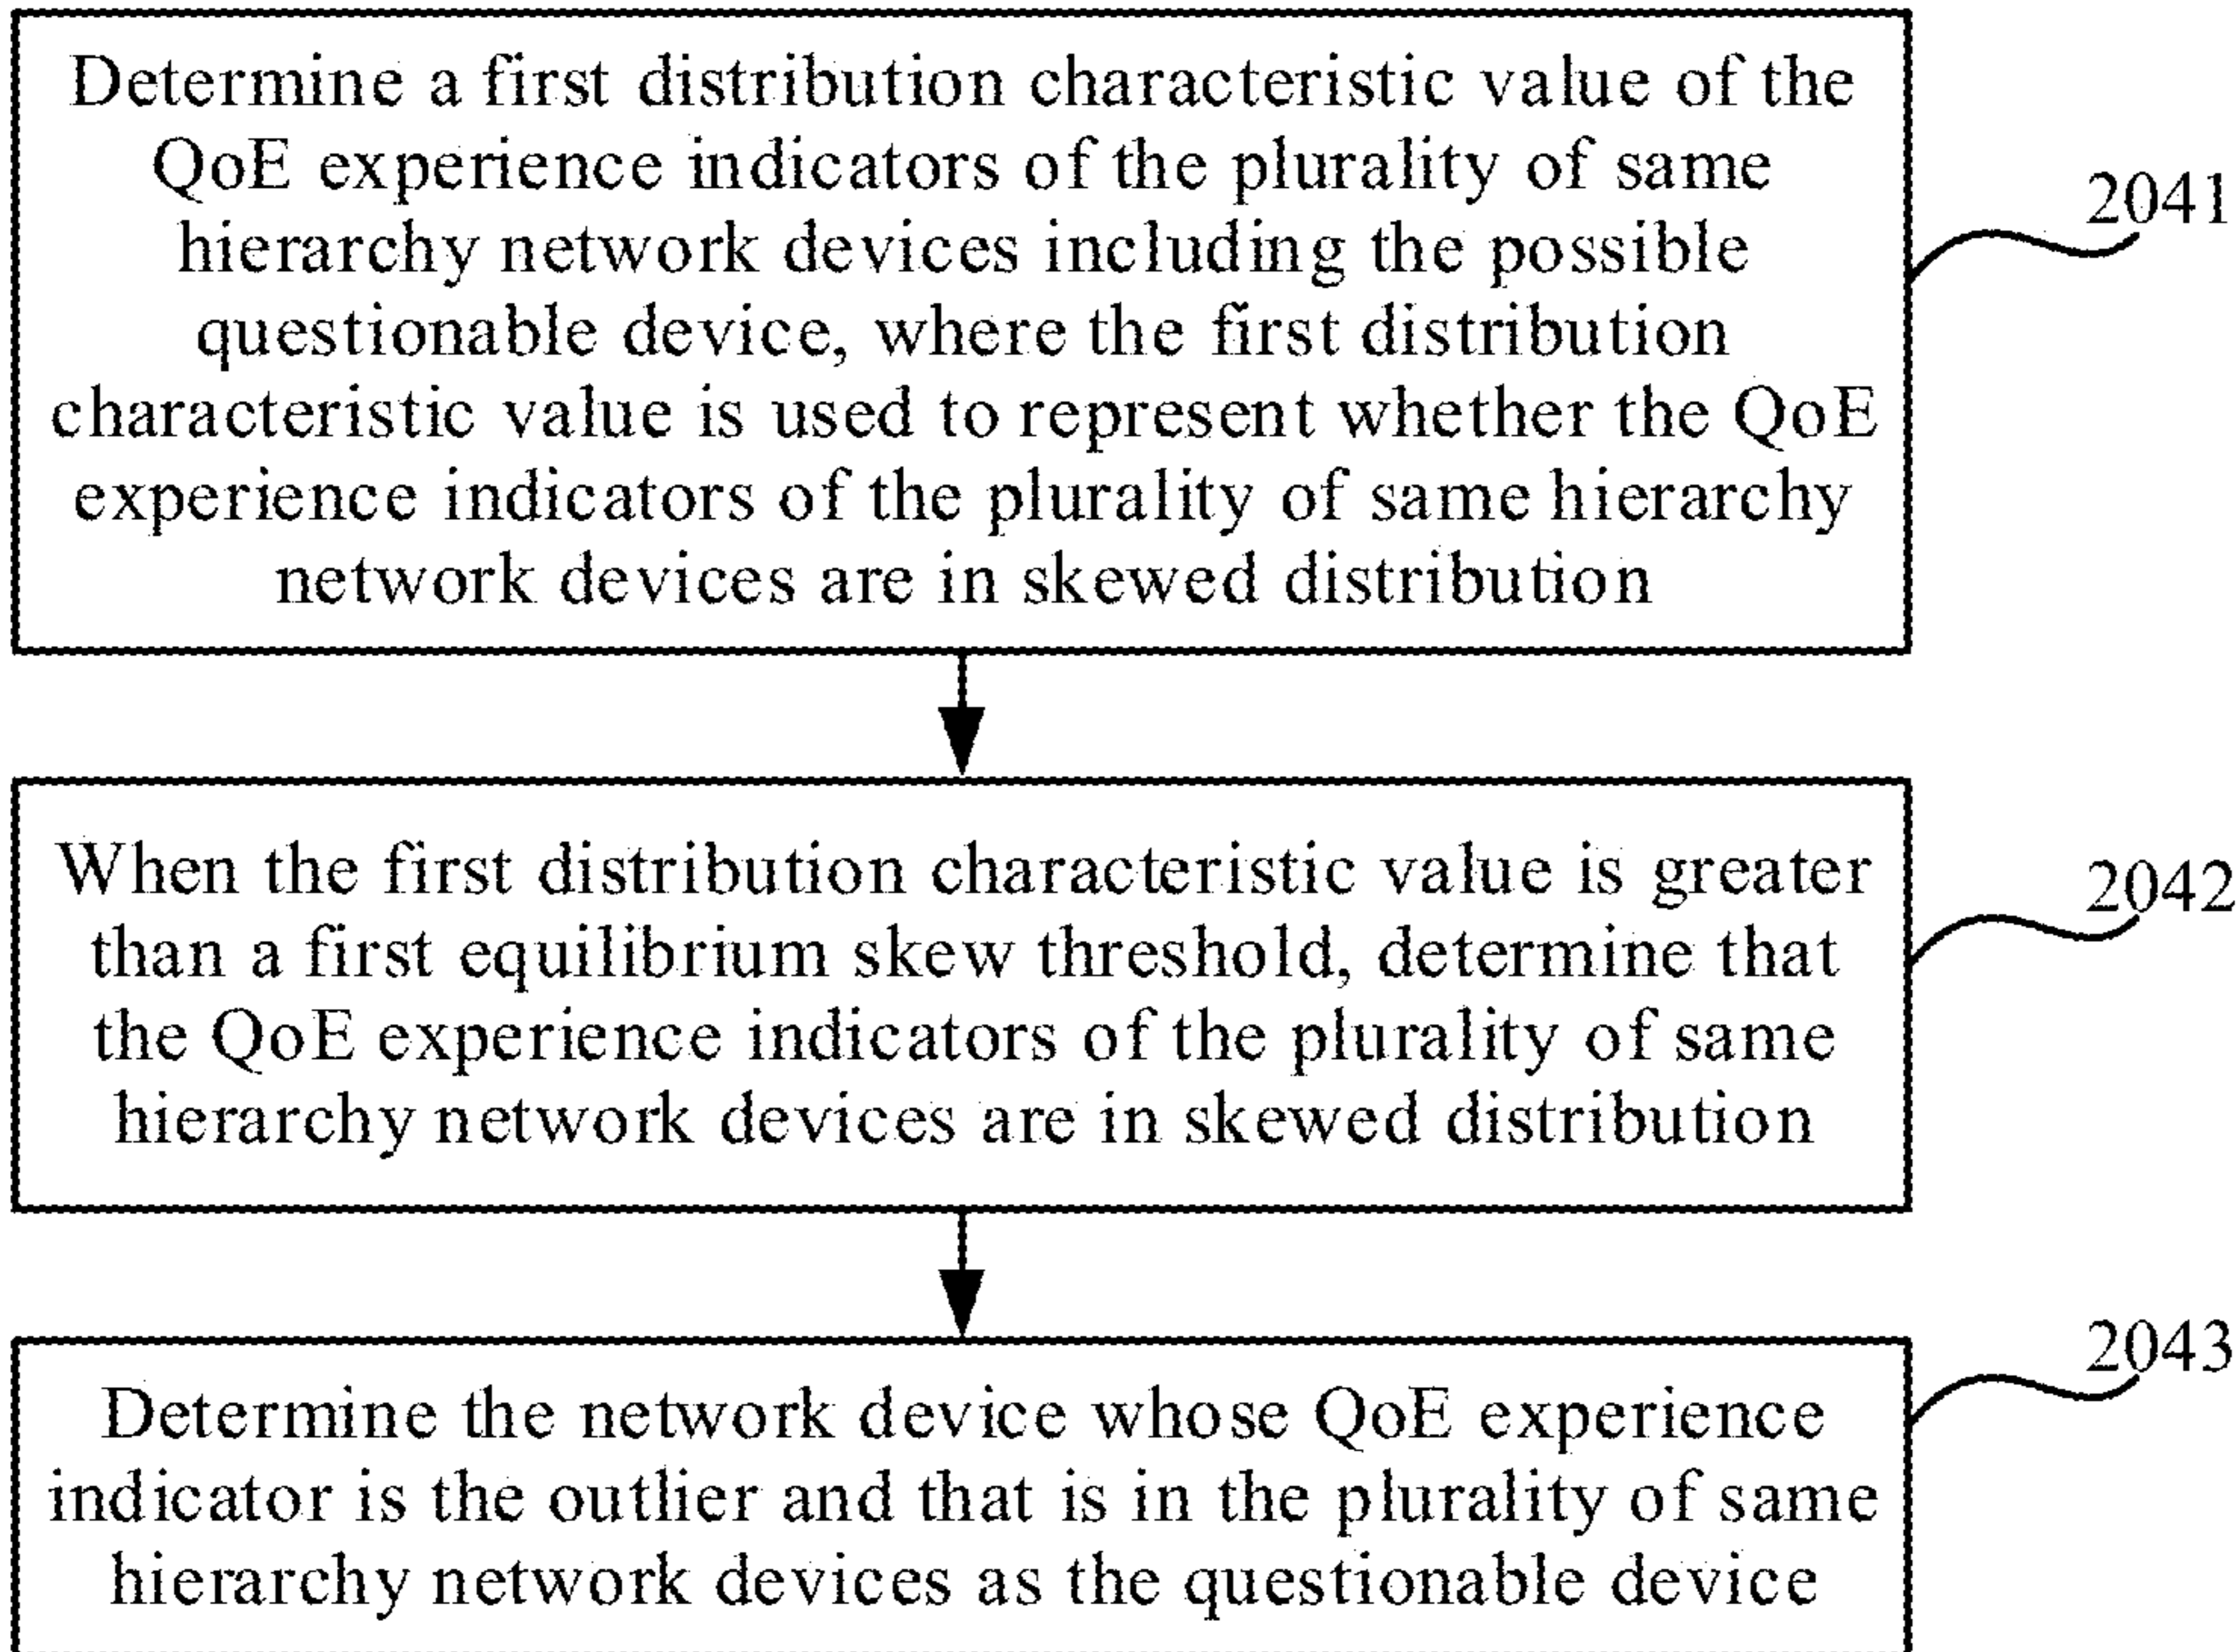 Determine a first distribution characteristic value of the
QoE experience indicators of the plurality of same
hierarchy network devices including the possible
questionable device, where the first distribution
characteristic value is used to represent whether the QoE
experience indicators of the plurality of same hierarchy
network devices are in skewed distribution
2041
When the first distribution characteristic value is greater
than a first equilibrium skew threshold, determine that
the QoE experience indicators of the plurality of same
hierarchy network devices are in skewed distribution
2042
Determine the network device whose QoE experience
indicator is the outlier and that is in the plurality of same
hierarchy network devices as the questionable device
2043